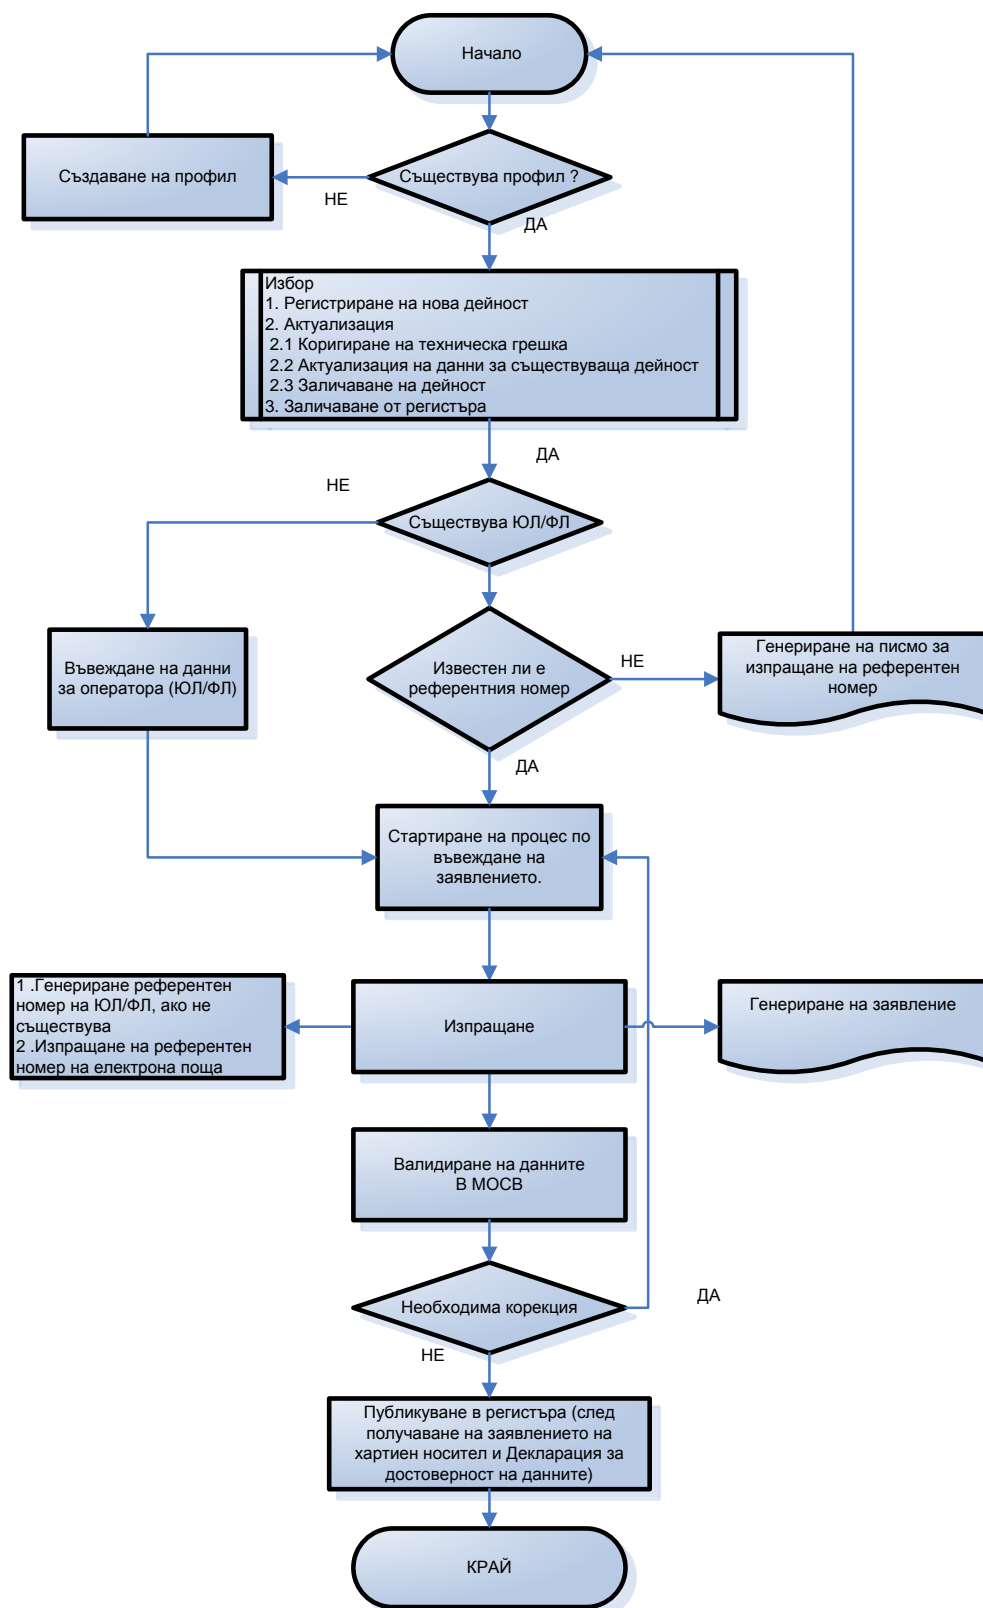 Начало
Създаване на профил
Съществува профил ?
НЕ
ДА
Избор
1. Регистриране на нова дейност
2. Актуализация
2.1 Коригиране на техническа грешка
2.2 Актуализация на данни за съществуваща дейност
2.3 Заличаване на дейност
3. Заличаване от регистъра
ДА
НЕ
Съществува ЮЛ/ФЛ
Въвеждане на данни
за оператора (ЮЛ/ФЛ)
Известен ли е
референтния номер
НЕ
Генериране на писмо за
изпращане на референтен
номер
ДА
Стартиране на процес по
въвеждане на
заявлението.
1 .Генериране референтен
номер на ЮЛ/ФЛ, ако не
съществува
2 .Изпращане на референтен
номер на електрона поща
Изпращане
Генериране на заявление
Валидиране на данните
В МОСВ
Необходима корекция
ДА
НЕ
Публикуване в регистъра (след
получаване на заявлението на
хартиен носител и Декларация за
достоверност на данните)
КРАЙ